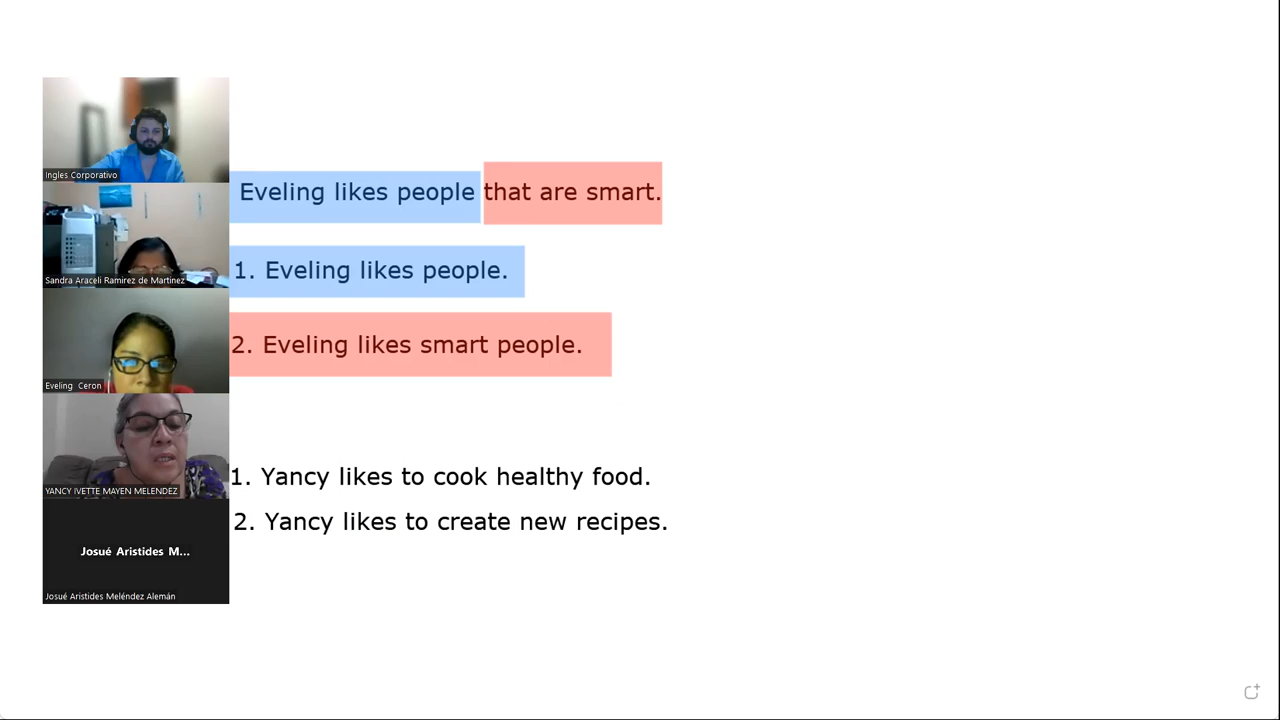 Ingles Corporativo
Eveling likes people that are smart.
Sandra Araceli Ramirez de Martinez
1. Eveling likes people.
2. Eveling likes smart people.
Eveling Ceron
YANCY IVETTE MAYEN MELENDEZ
1. Yancy likes to cook healthy food.
2. Yancy likes to create new recipes.
Josué Aristides M...
Josué Aristides Meléndez Alemán